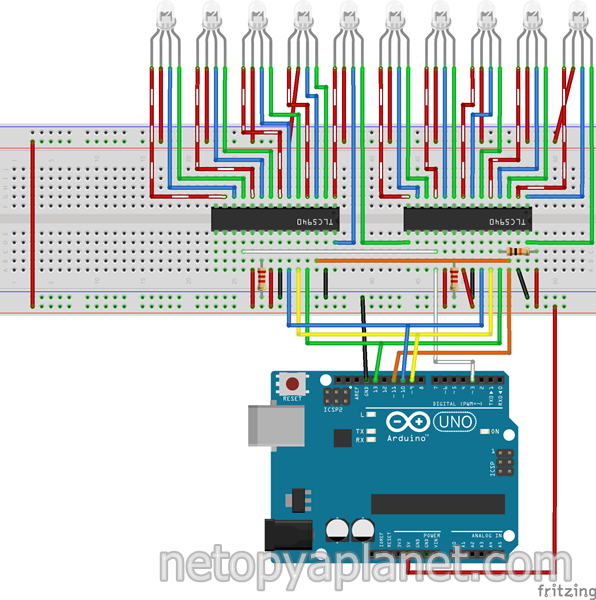 TLC5940
TLC5940
RESET
ICSP2
AREF
GND
13
12
~11
~10
~9
8
7
~6
~5
4
~3
2
TX▶1
RX◀0
DIGITAL (PWM=~)
L
TX
RX
UNO
ON
Arduino™
ICSP
1
IOREF
RESET
3V3
5V
GND
GND
VIN
POWER
ANALOG IN
A0
A1
A2
A3
A4
A5
netopyaplanet.com
fritzing